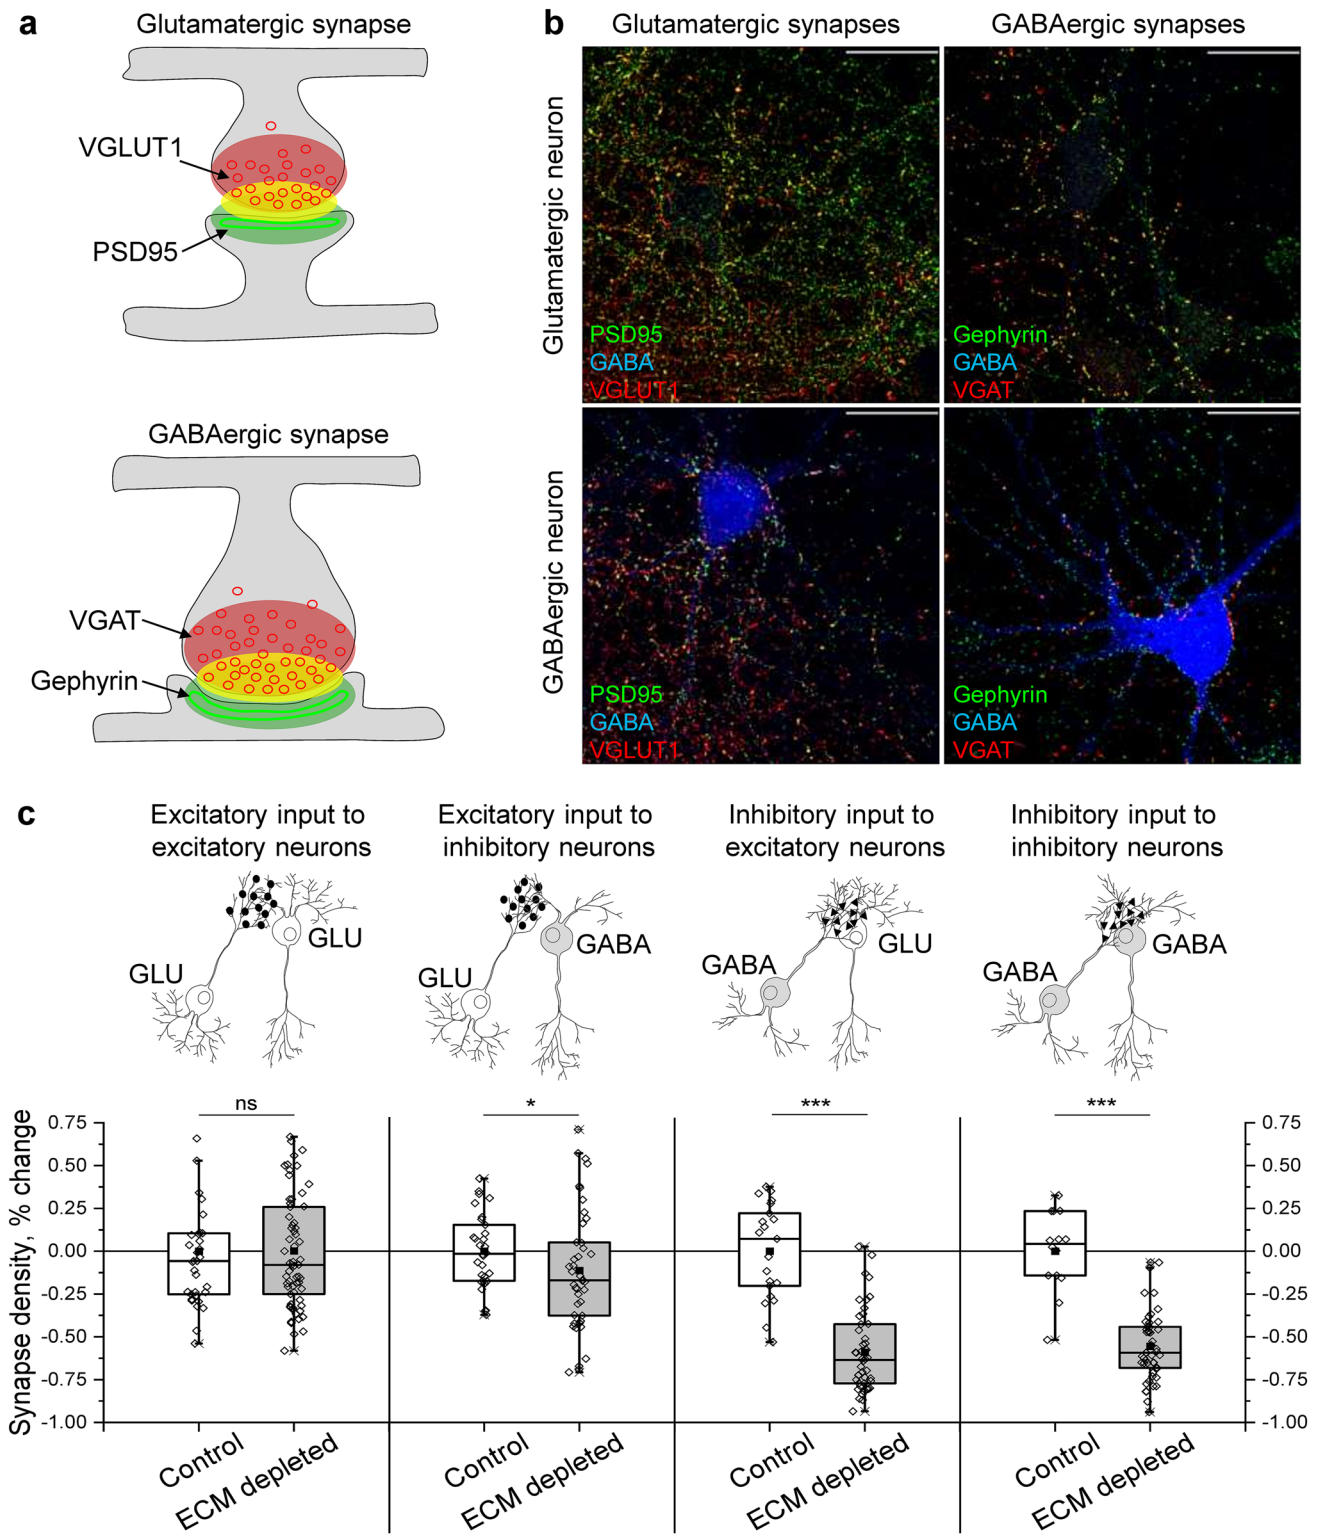 a
Glutamatergic synapse
VGLUT1
PSD95
GABAergic synapse
VGAT
Gephyrin
b
Glutamatergic synapses
GABAergic synapses
Glutamatergic neuron
PSD95
GABA
VGLUT1
Gephyrin
GABA
VGAT
GABAergic neuron
PSD95
GABA
VGLUT1
Gephyrin
GABA
VGAT
c
Excitatory input to
excitatory neurons
Excitatory input to
inhibitory neurons
Inhibitory input to
excitatory neurons
Inhibitory input to
inhibitory neurons
GLU
GLU
GABA
GLU
GLU
GABA
GABA
GABA
ns
*
***
***
Synapse density, % change
0.75
0.50
0.25
0.00
-0.25
-0.50
-0.75
-1.00
0.75
0.50
0.25
0.00
-0.25
-0.50
-0.75
-1.00
Control
ECM depleted
Control
ECM depleted
Control
ECM depleted
Control
ECM depleted